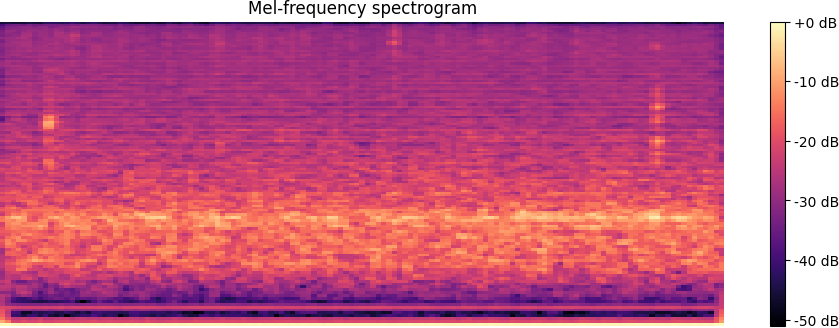 Mel-frequency spectrogram
+0 dB
-10 dB
-20 dB
-30 dB
-40 dB
-50 dB